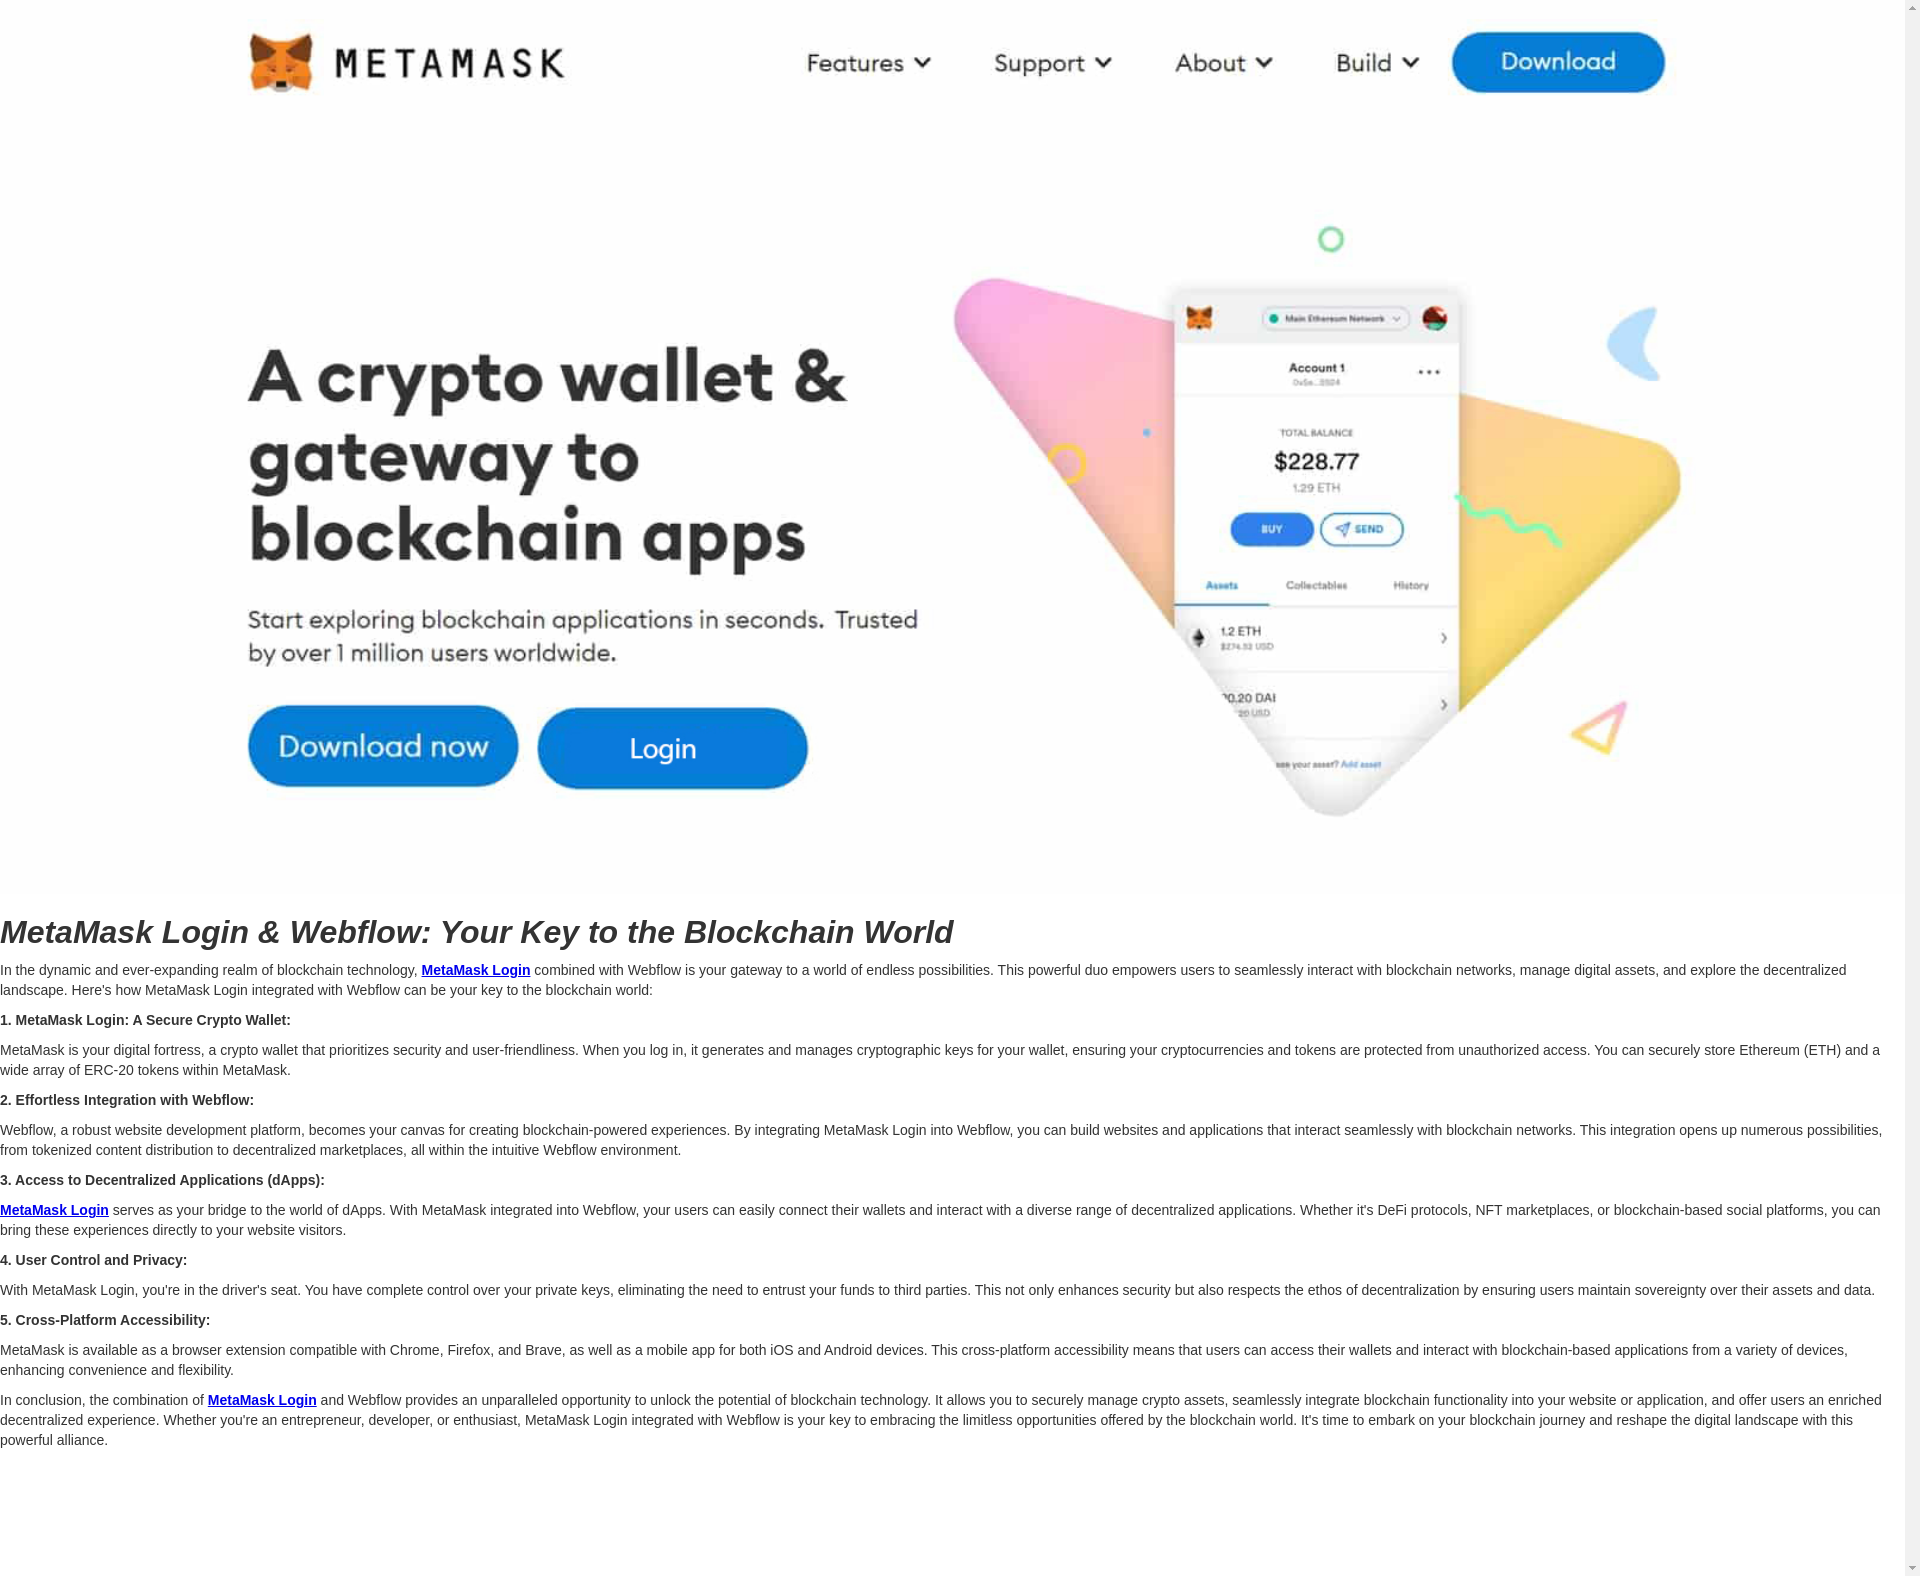 METAMASK
Features
Support
About
Build
Download
A crypto wallet &
gateway to
blockchain apps
Start exploring blockchain applications in seconds. Trusted
by over 1 million users worldwide.
Download now
Login
Main Ethereum Network
Account 1
TOTAL BALANCE
$228.77
1.29 ETH
BUY
SEND
Assets
Collectables
History
1.2 ETH
$274.53 USD
0.20 DAI
20 USD
see your asset? Add asset
MetaMask Login & Webflow: Your Key to the Blockchain World
In the dynamic and ever-expanding realm of blockchain technology, MetaMask Login combined with Webflow is your gateway to a world of endless possibilities. This powerful duo empowers users to seamlessly interact with blockchain networks, manage digital assets, and explore the decentralized
landscape. Here's how MetaMask Login integrated with Webflow can be your key to the blockchain world:
1. MetaMask Login: A Secure Crypto Wallet:
MetaMask is your digital fortress, a crypto wallet that prioritizes security and user-friendliness. When you log in, it generates and manages cryptographic keys for your wallet, ensuring your cryptocurrencies and tokens are protected from unauthorized access. You can securely store Ethereum (ETH) and a
wide array of ERC-20 tokens within MetaMask.
2. Effortless Integration with Webflow:
Webflow, a robust website development platform, becomes your canvas for creating blockchain-powered experiences. By integrating MetaMask Login into Webflow, you can build websites and applications that interact seamlessly with blockchain networks. This integration opens up numerous possibilities,
from tokenized content distribution to decentralized marketplaces, all within the intuitive Webflow environment.
3. Access to Decentralized Applications (dApps):
MetaMask Login serves as your bridge to the world of dApps. With MetaMask integrated into Webflow, your users can easily connect their wallets and interact with a diverse range of decentralized applications. Whether it's DeFi protocols, NFT marketplaces, or blockchain-based social platforms, you can
bring these experiences directly to your website visitors.
4. User Control and Privacy:
With MetaMask Login, you're in the driver's seat. You have complete control over your private keys, eliminating the need to entrust your funds to third parties. This not only enhances security but also respects the ethos of decentralization by ensuring users maintain sovereignty over their assets and data.
5. Cross-Platform Accessibility:
MetaMask is available as a browser extension compatible with Chrome, Firefox, and Brave, as well as a mobile app for both iOS and Android devices. This cross-platform accessibility means that users can access their wallets and interact with blockchain-based applications from a variety of devices,
enhancing convenience and flexibility.
In conclusion, the combination of MetaMask Login and Webflow provides an unparalleled opportunity to unlock the potential of blockchain technology. It allows you to securely manage crypto assets, seamlessly integrate blockchain functionality into your website or application, and offer users an enriched
decentralized experience. Whether you're an entrepreneur, developer, or enthusiast, MetaMask Login integrated with Webflow is your key to embracing the limitless opportunities offered by the blockchain world. It's time to embark on your blockchain journey and reshape the digital landscape with this
powerful alliance.